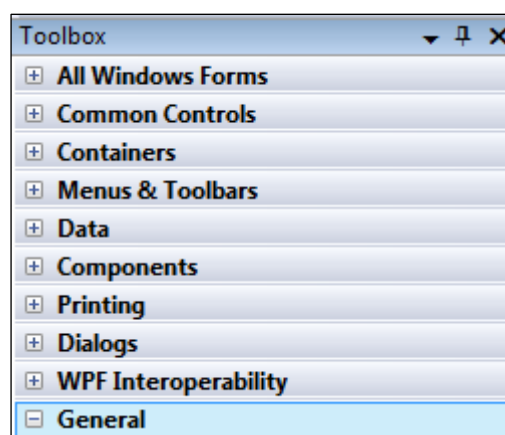 Toolbox
All Windows Forms
Common Controls
Containers
Menus & Toolbars
Data
Components
Printing
Dialogs
WPF Interoperability
General